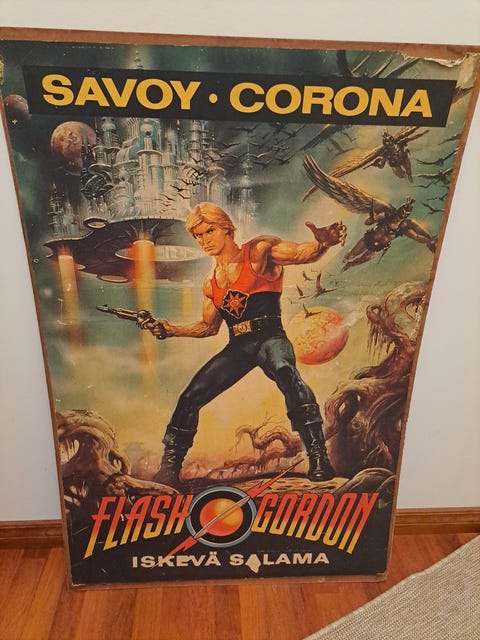 SAVOY · CORONA
FLASH GORDON
ISKEVÄ SALAMA